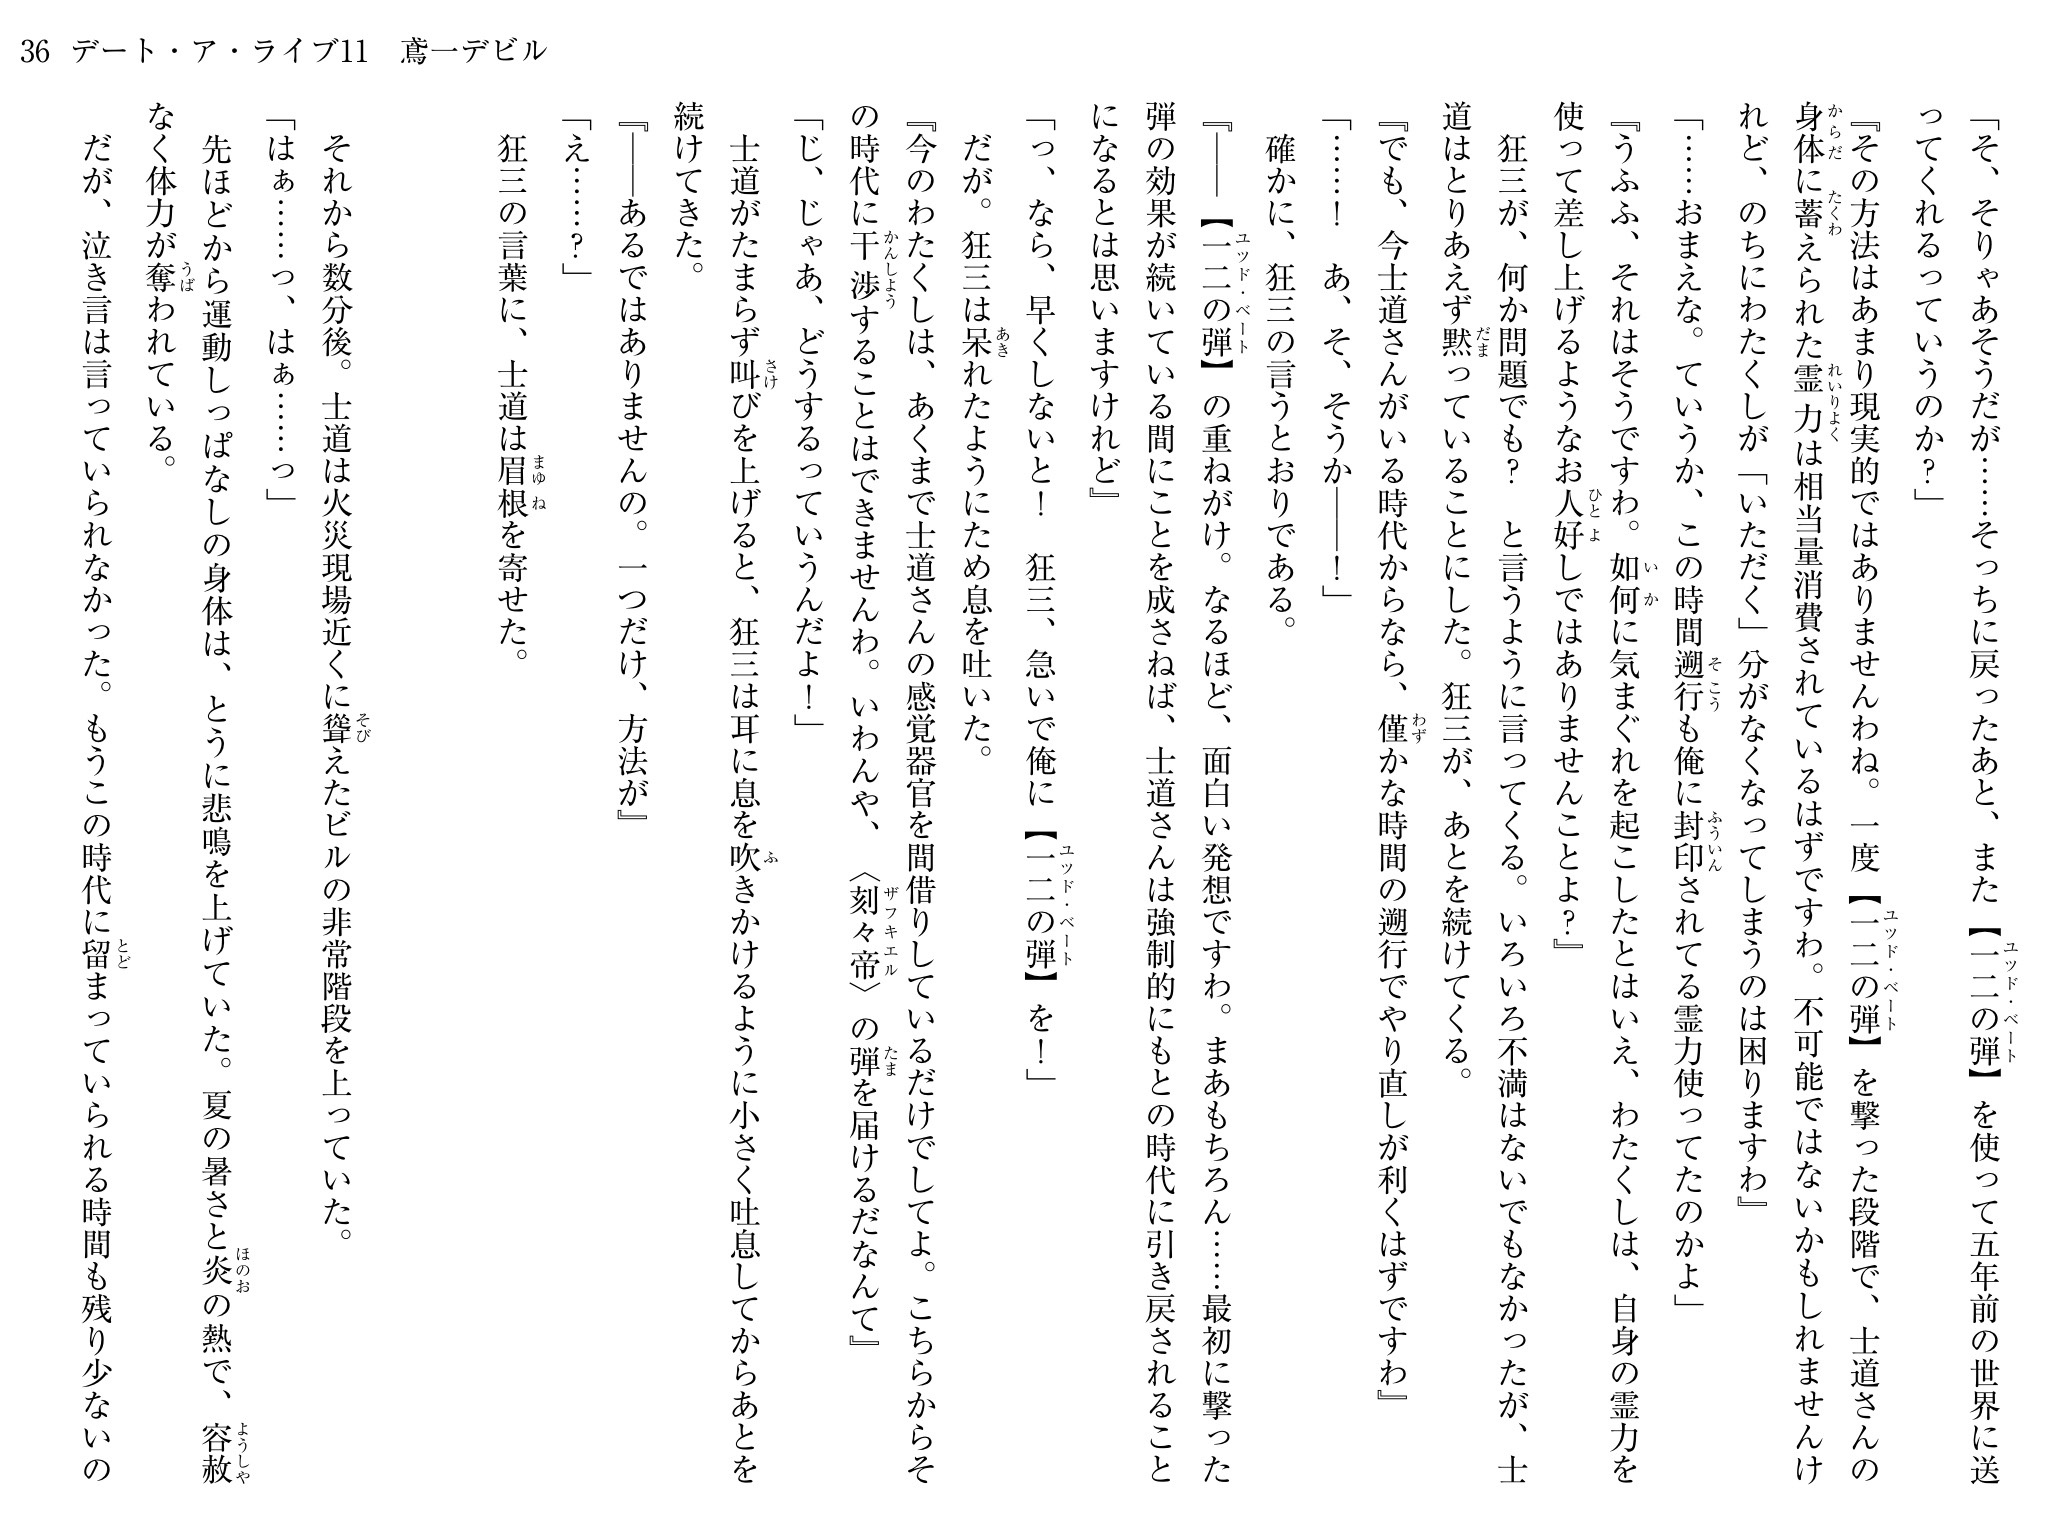 36 デート・ア・ライブ11 鳶一デビル
「そ、そりゃあそうだが……そっちに戻ったあと、また【一二の弾】を使って五年前の世界に送
ってくれるっていうのか?」
『その方法はあまり現実的ではありませんわね。一度【一二の弾】を撃った段階で、士道さんの
身体に蓄えられた霊力は相当量消費されているはずですわ。不可能ではないかもしれませんけ
れど、のちにわたくしが「いただく」分がなくなってしまうのは困りますわ』
「……おまえな。ていうか、この時間遡行も俺に封印されてる霊力使ってたのかよ」
『うふふ、それはそうですわ。如何に気まぐれを起こしたとはいえ、わたくしは、自身の霊力を
使って差し上げるようなお人好しではありませんことよ?』
狂三が、何か問題でも? と言うように言ってくる。いろいろ不満はないでもなかったが、士
道はとりあえず黙っていることにした。狂三が、あとを続けてくる。
『でも、今士道さんがいる時代からなら、僅かな時間の遡行でやり直しが利くはずですわ』
「……! あ、そ、そうか――!」
確かに、狂三の言うとおりである。
『――【一二の弾】の重ねがけ。なるほど、面白い発想ですわ。まあもちろん……最初に撃った
弾の効果が続いている間にことを成さねば、士道さんは強制的にもとの時代に引き戻されること
になるとは思いますけれど』
「っ、なら、早くしないと! 狂三、急いで俺に【一二の弾】を!」
だが。狂三は呆れたようにため息を吐いた。
『今のわたくしは、あくまで士道さんの感覚器官を間借りしているだけでしてよ。こちらからそ
の時代に干渉することはできませんわ。いわんや、〈刻々帝〉の弾を届けるだなんて』
「じ、じゃあ、どうするっていうんだよ!」
士道がたまらず叫びを上げると、狂三は耳に息を吹きかけるように小さく吐息してからあとを
続けてきた。
『――あるではありませんの。一つだけ、方法が』
「え……?」
狂三の言葉に、士道は眉根を寄せた。
それから数分後。士道は火災現場近くに聳えたビルの非常階段を上っていた。
「はぁ……っ、はぁ……っ」
先ほどから運動しっぱなしの身体は、とうに悲鳴を上げていた。夏の暑さと炎の熱で、容赦
なく体力が奪われている。
だが、泣き言は言っていられなかった。もうこの時代に留まっていられる時間も残り少ないの